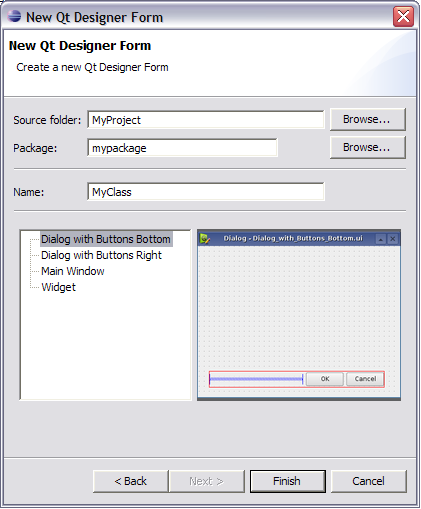 New Qt Designer Form
New Qt Designer Form
Create a new Qt Designer Form
Source folder: MyProject Browse...
Package: mypackage Browse...
Name: MyClass
Dialog with Buttons Bottom
Dialog with Buttons Right
Main Window
Widget
Dialog - Dialog_with_Buttons_Bottom.ui
OK Cancel
< Back Next > Finish Cancel